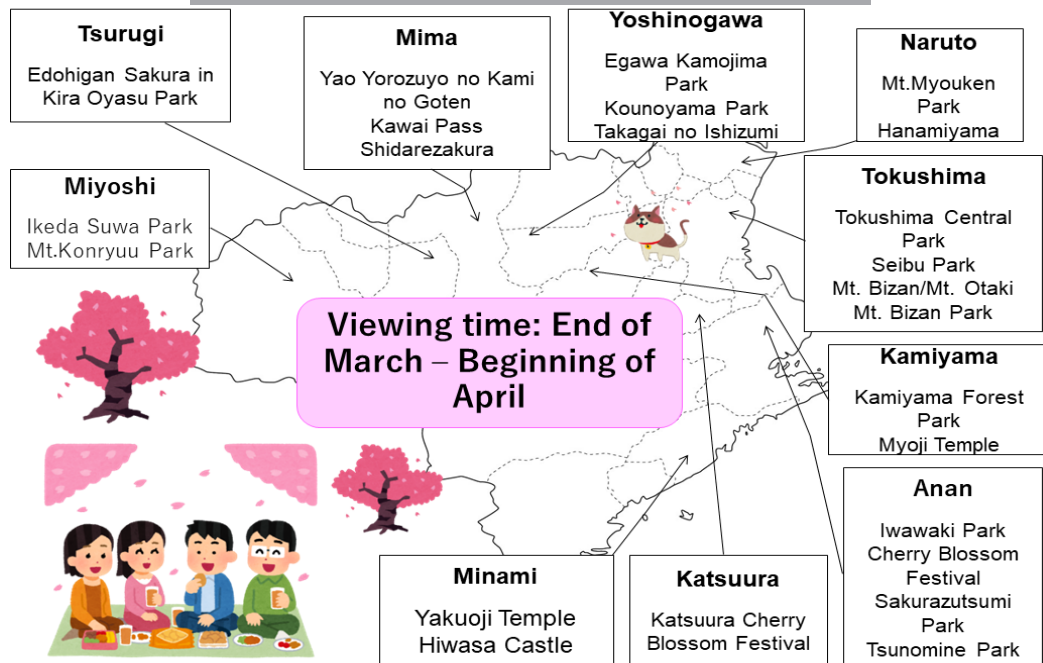 Tsurugi
Edohigan Sakura in
Kira Oyasu Park
Mima
Yao Yorozuyo no Kami
no Goten
Kawai Pass
Shidarezakura
Yoshinogawa
Egawa Kamojima
Park
Kounoyama Park
Takagai no Ishizumi
Naruto
Mt.Myouken
Park
Hanamiyama
Miyoshi
Ikeda Suwa Park
Mt.Konryuu Park
Tokushima
Tokushima Central
Park
Seibu Park
Mt. Bizan/Mt. Otaki
Mt. Bizan Park
Viewing time: End of
March – Beginning of
April
Kamiyama
Kamiyama Forest
Park
Myoji Temple
Anan
Iwawaki Park
Cherry Blossom
Festival
Sakurazutsumi
Park
Tsunomine Park
Minami
Yakuoji Temple
Hiwasa Castle
Katsuura
Katsuura Cherry
Blossom Festival